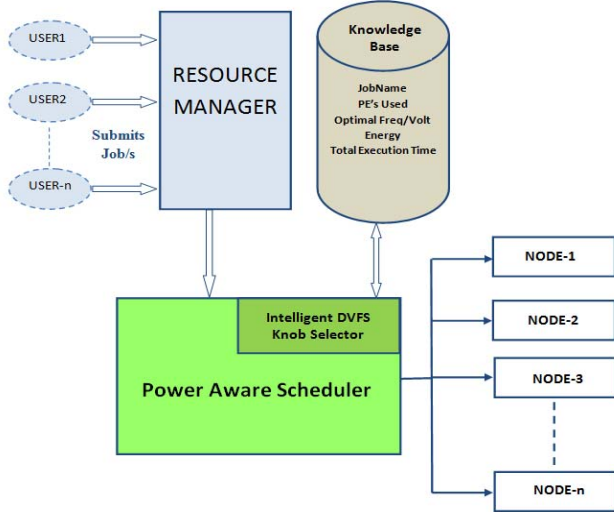 USER1
USER2
Submits
Job/s
USER-n
RESOURCE
MANAGER
Knowledge
Base
JobName
PE's Used
Optimal Freq/Volt
Energy
Total Execution Time
Intelligent DVFS
Knob Selector
Power Aware Scheduler
NODE-1
NODE-2
NODE-3
NODE-n